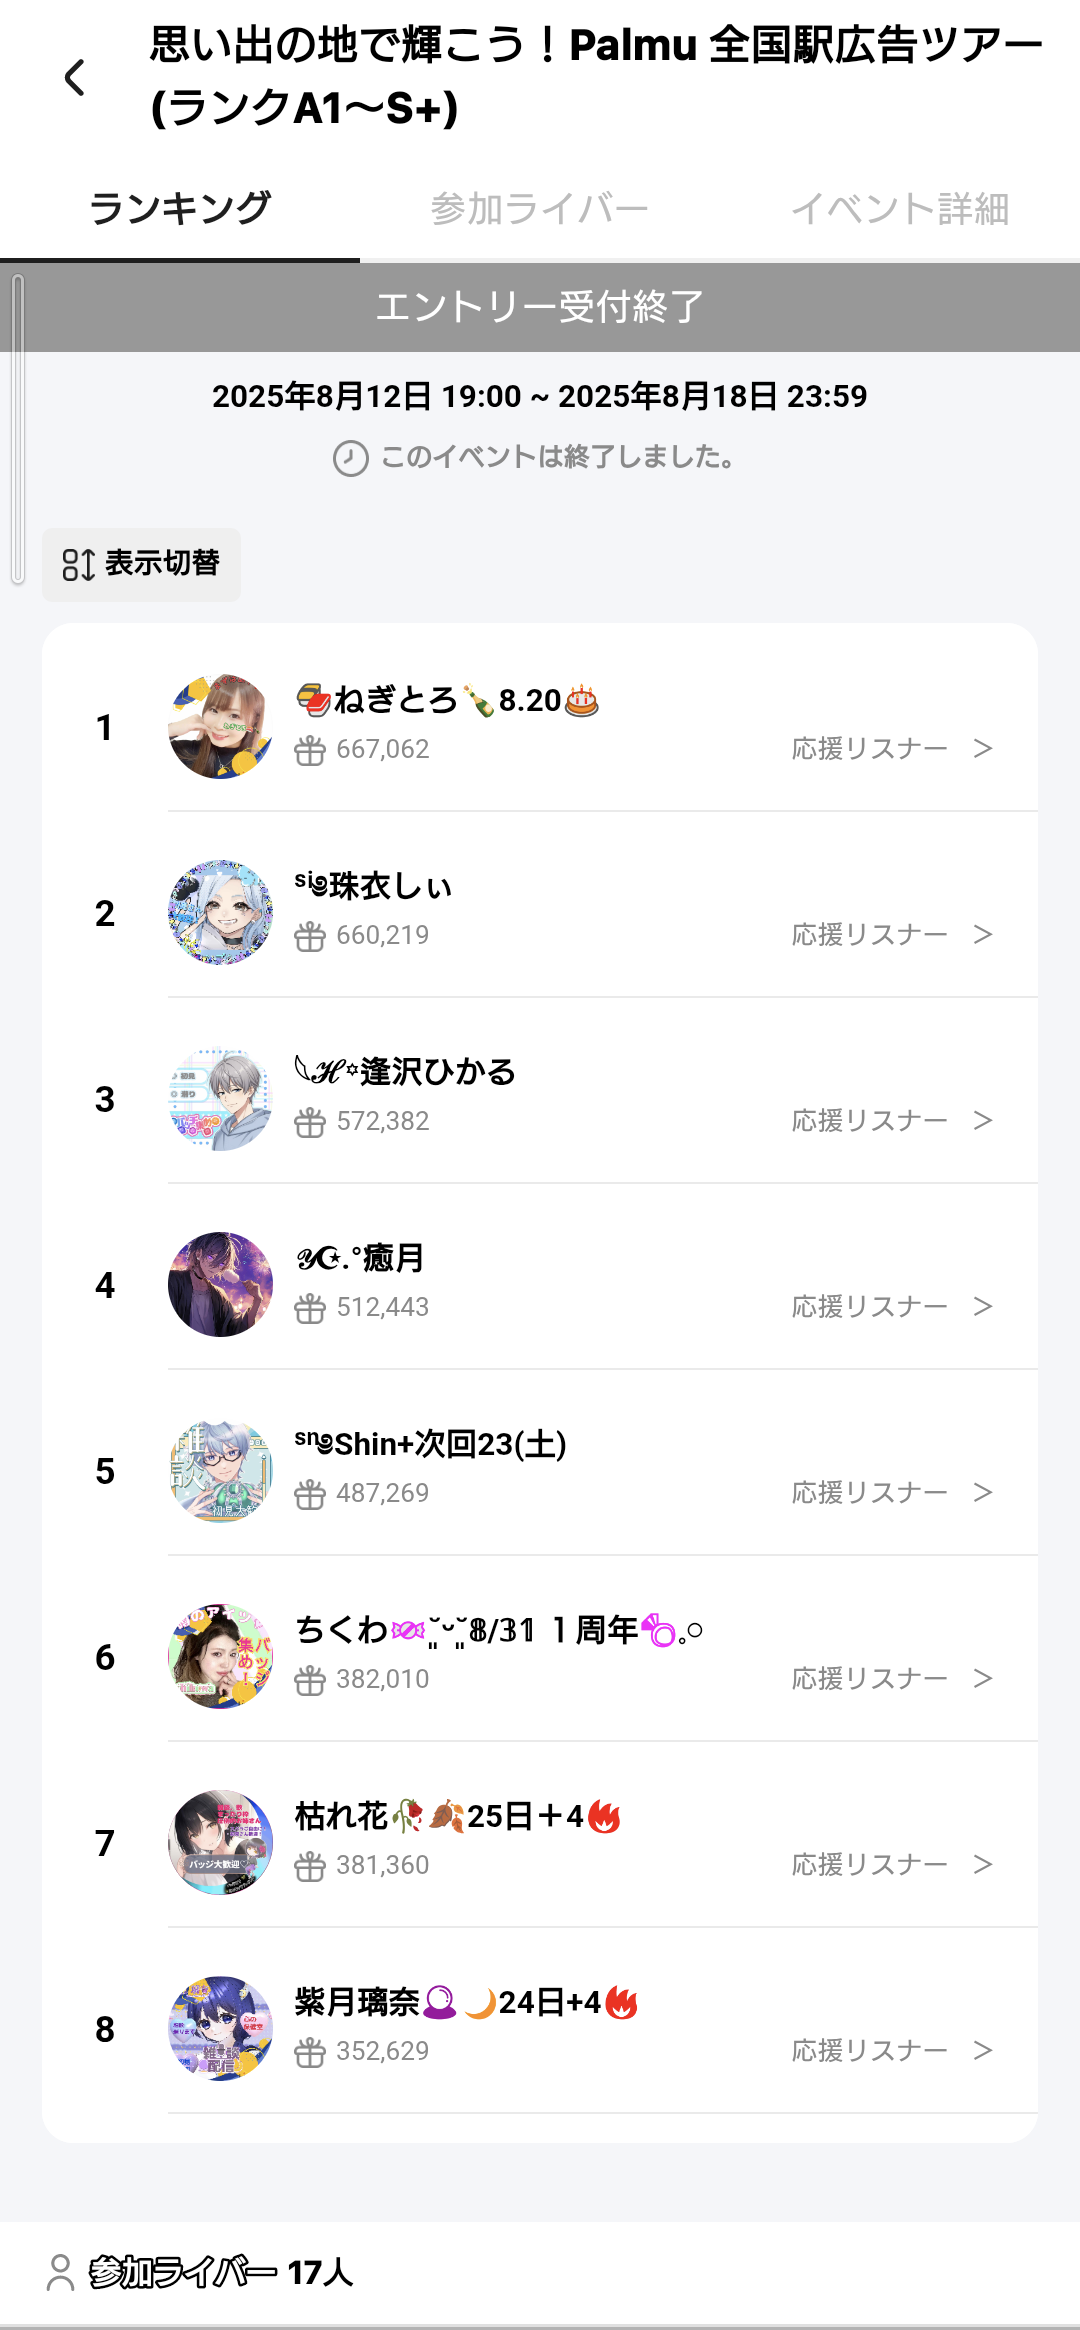 思い出の地で輝こう！Palmu 全国駅広告ツアー
(ランクA1〜S+)
ランキング 参加ライバー イベント詳細
エントリー受付終了
2025年8月12日 19:00 ~ 2025年8月18日 23:59
このイベントは終了しました。
表示切替
1
🍣ねぎとろ🍾8.20🎂
667,062
応援リスナー >
2
ˢⁱ𖦹珠衣しぃ
660,219
応援リスナー >
3
ℋ✡逢沢ひかる
572,382
応援リスナー >
4
𝒴☪.°癒月
512,443
応援リスナー >
5
ˢⁿ𖦹Shin+次回23(土)
487,269
応援リスナー >
6
ちくわ🍬𝟠/𝟛𝟙 １周年💍
382,010
応援リスナー >
7
枯れ花🥀🍂25日＋4🔥
バッジ大歓迎♡
381,360
応援リスナー >
8
紫月璃奈🔮🌙24日+4🔥
352,629
応援リスナー >
参加ライバー 17人